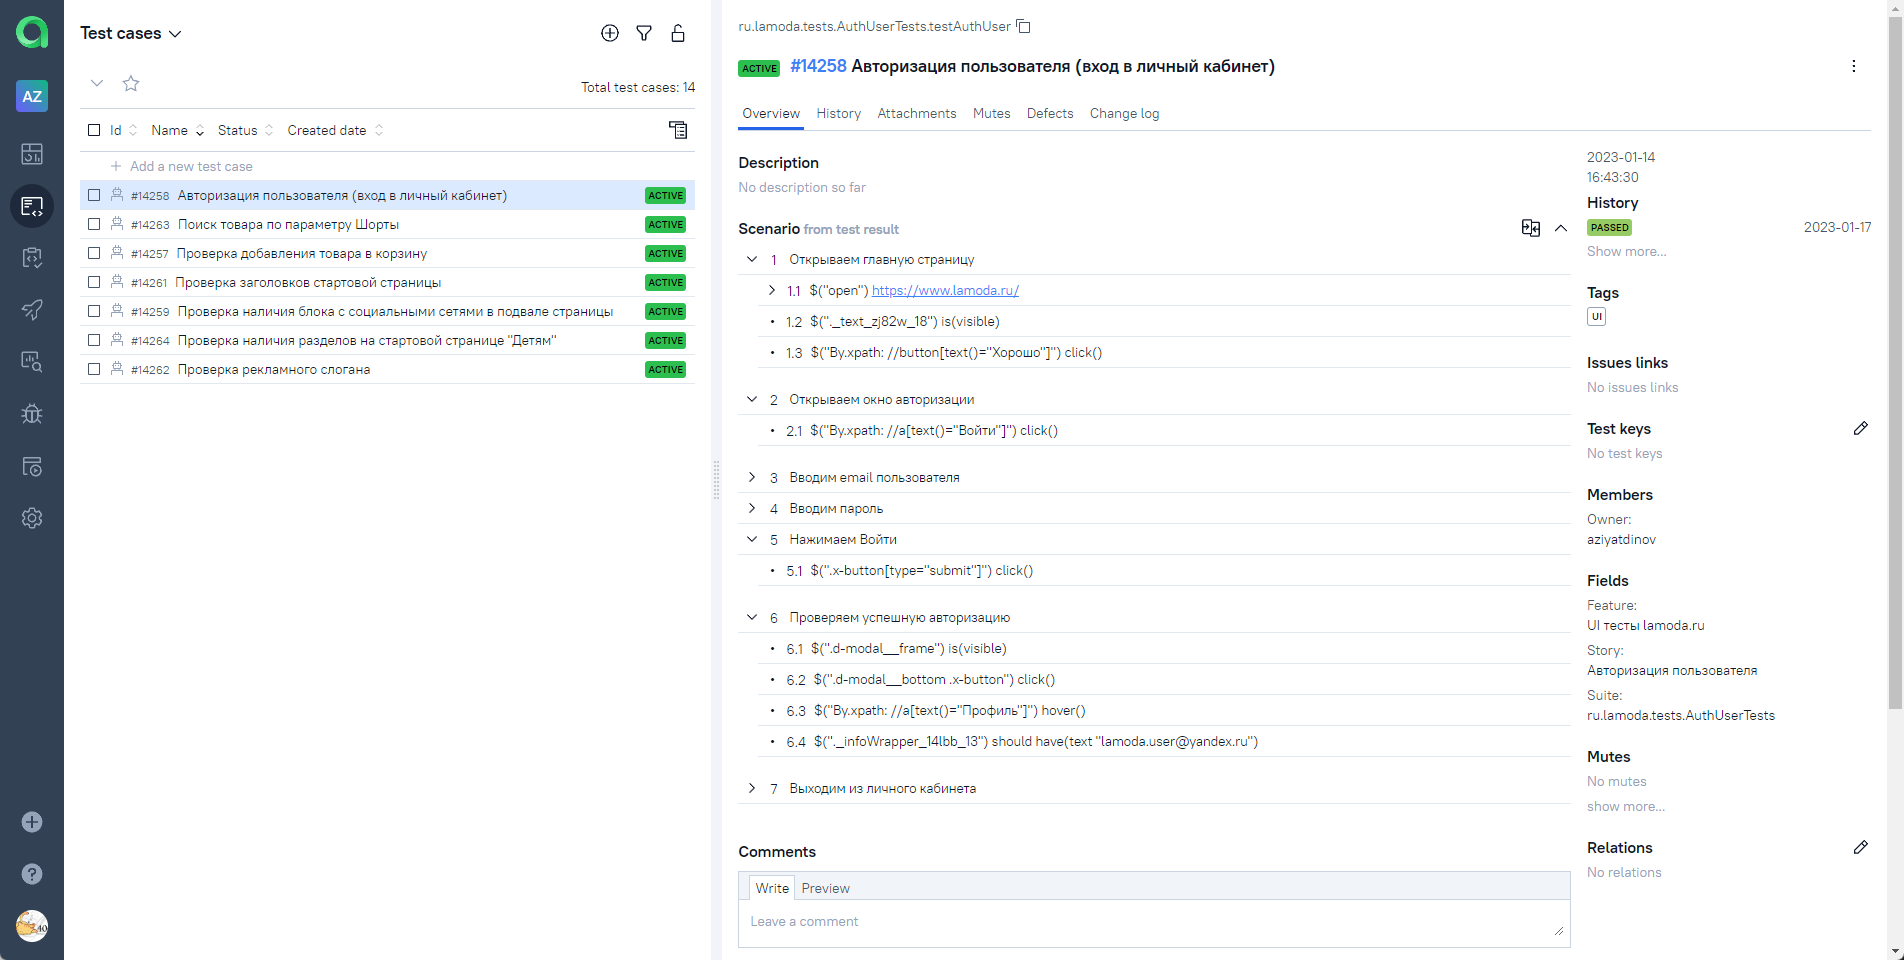 AZ
Test cases
Total test cases: 14
Id Name Status Created date
Add a new test case
#14258 Авторизация пользователя (вход в личный кабинет) ACTIVE
#14263 Поиск товара по параметру Шорты ACTIVE
#14257 Проверка добавления товара в корзину ACTIVE
#14261 Проверка заголовков стартовой страницы ACTIVE
#14259 Проверка наличия блока с социальными сетями в подвале страницы ACTIVE
#14264 Проверка наличия разделов на стартовой странице "Детям" ACTIVE
#14262 Проверка рекламного слогана ACTIVE
ru.lamoda.tests.AuthUserTests.testAuthUser
ACTIVE #14258 Авторизация пользователя (вход в личный кабинет)
Overview History Attachments Mutes Defects Change log
Description
No description so far
Scenario from test result
1 Открываем главную страницу
1.1 $("open") https://www.lamoda.ru/
1.2 $("._text_zj82w_18") is(visible)
1.3 $("By.xpath: //button[text()="Хорошо"]") click()
2 Открываем окно авторизации
2.1 $("By.xpath: //a[text()="Войти"]") click()
3 Вводим email пользователя
4 Вводим пароль
5 Нажимаем Войти
5.1 $(".x-button[type="submit"]") click()
6 Проверяем успешную авторизацию
6.1 $(".d-modal__frame") is(visible)
6.2 $(".d-modal__bottom .x-button") click()
6.3 $("By.xpath: //a[text()="Профиль"]") hover()
6.4 $("._infoWrapper_14lbb_13") should have(text "lamoda.user@yandex.ru")
7 Выходим из личного кабинета
Comments
Write Preview
Leave a comment
2023-01-14
16:43:30
History
PASSED 2023-01-17
Show more...
Tags
UI
Issues links
No issues links
Test keys
No test keys
Members
Owner:
aziyatdinov
Fields
Feature:
UI тесты lamoda.ru
Story:
Авторизация пользователя
Suite:
ru.lamoda.tests.AuthUserTests
Mutes
No mutes
show more...
Relations
No relations